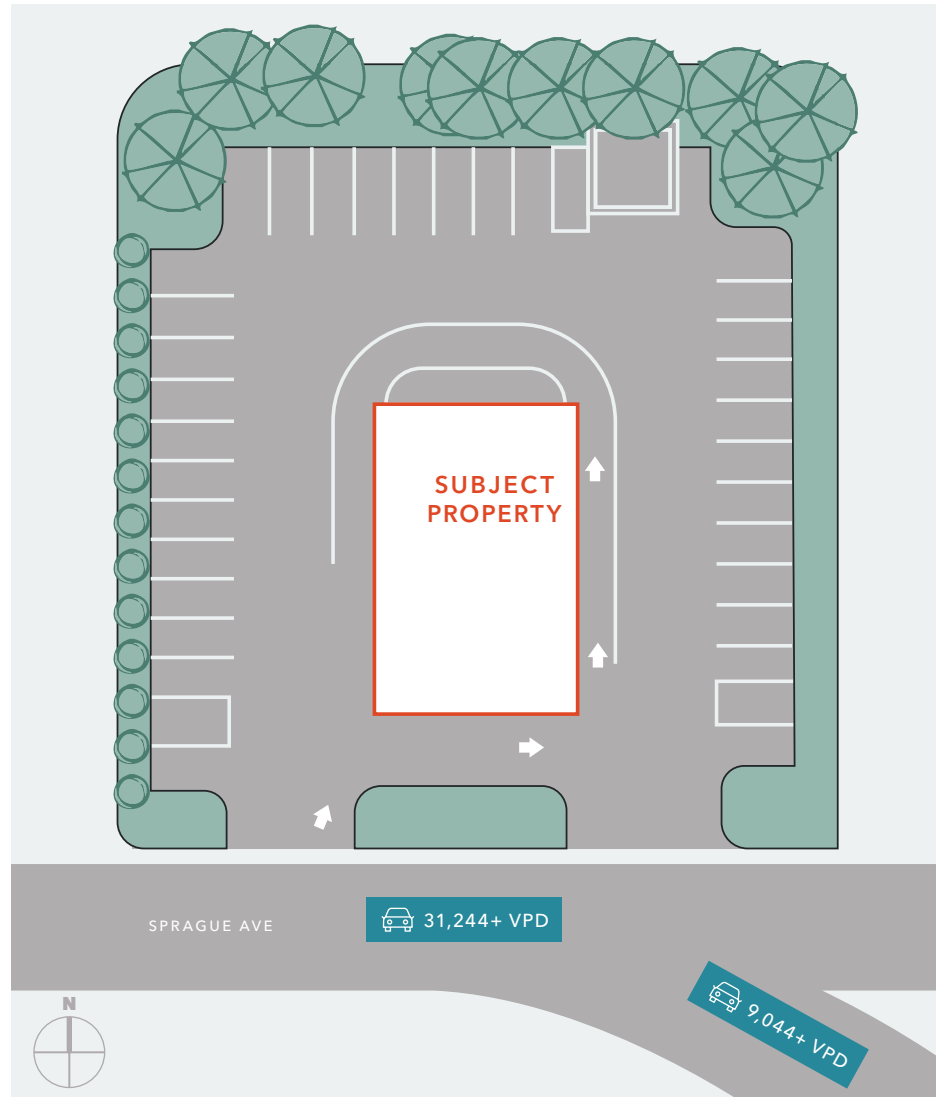 SUBJECT
PROPERTY
SPRAGUE AVE
31,244+ VPD
9,044+ VPD
N